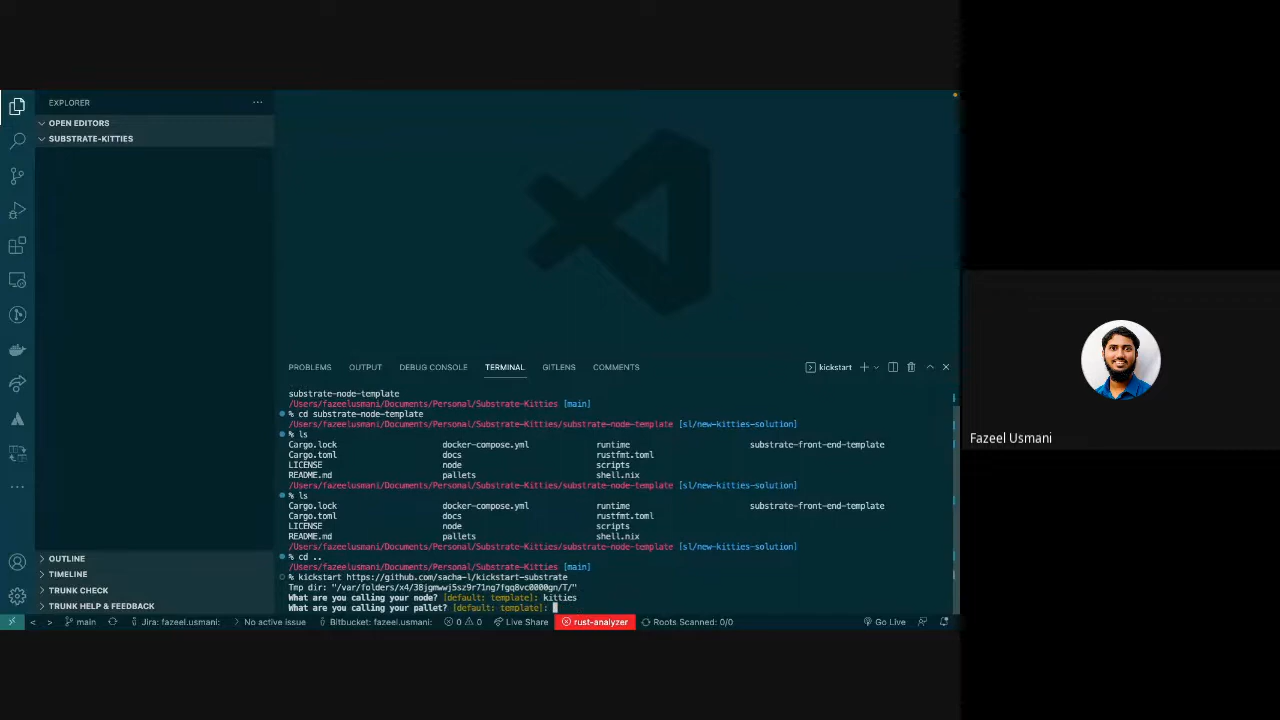 EXPLORER
OPEN EDITORS
SUBSTRATE-KITTIES
OUTLINE
TIMELINE
TRUNK CHECK
TRUNK HELP & FEEDBACK
PROBLEMS OUTPUT DEBUG CONSOLE TERMINAL GITLENS COMMENTS kickstart
substrate-node-template
/Users/fazeelusmani/Documents/Personal/Substrate-Kitties [main]
% cd substrate-node-template
/Users/fazeelusmani/Documents/Personal/Substrate-Kitties/substrate-node-template [sl/new-kitties-solution]
% ls
Cargo.lock docker-compose.yml runtime substrate-front-end-template
Cargo.toml docs rustfmt.toml
LICENSE node scripts
README.md pallets shell.nix
/Users/fazeelusmani/Documents/Personal/Substrate-Kitties/substrate-node-template [sl/new-kitties-solution]
% ls
Cargo.lock docker-compose.yml runtime substrate-front-end-template
Cargo.toml docs rustfmt.toml
LICENSE node scripts
README.md pallets shell.nix
/Users/fazeelusmani/Documents/Personal/Substrate-Kitties/substrate-node-template [sl/new-kitties-solution]
% cd ..
/Users/fazeelusmani/Documents/Personal/Substrate-Kitties [main]
% kickstart https://github.com/sacha-l/kickstart-substrate
Tmp dir: "/var/folders/x4/38jgmwwj5sz9r71ng7fgq8vc0000gn/T/"
What are you calling your node? [default: template]: kitties
What are you calling your pallet? [default: template]:
main Jira: fazeel.usmani: No active issue Bitbucket: fazeel.usmani: 0 0 Live Share rust-analyzer Roots Scanned: 0/0 Go Live
Fazeel Usmani